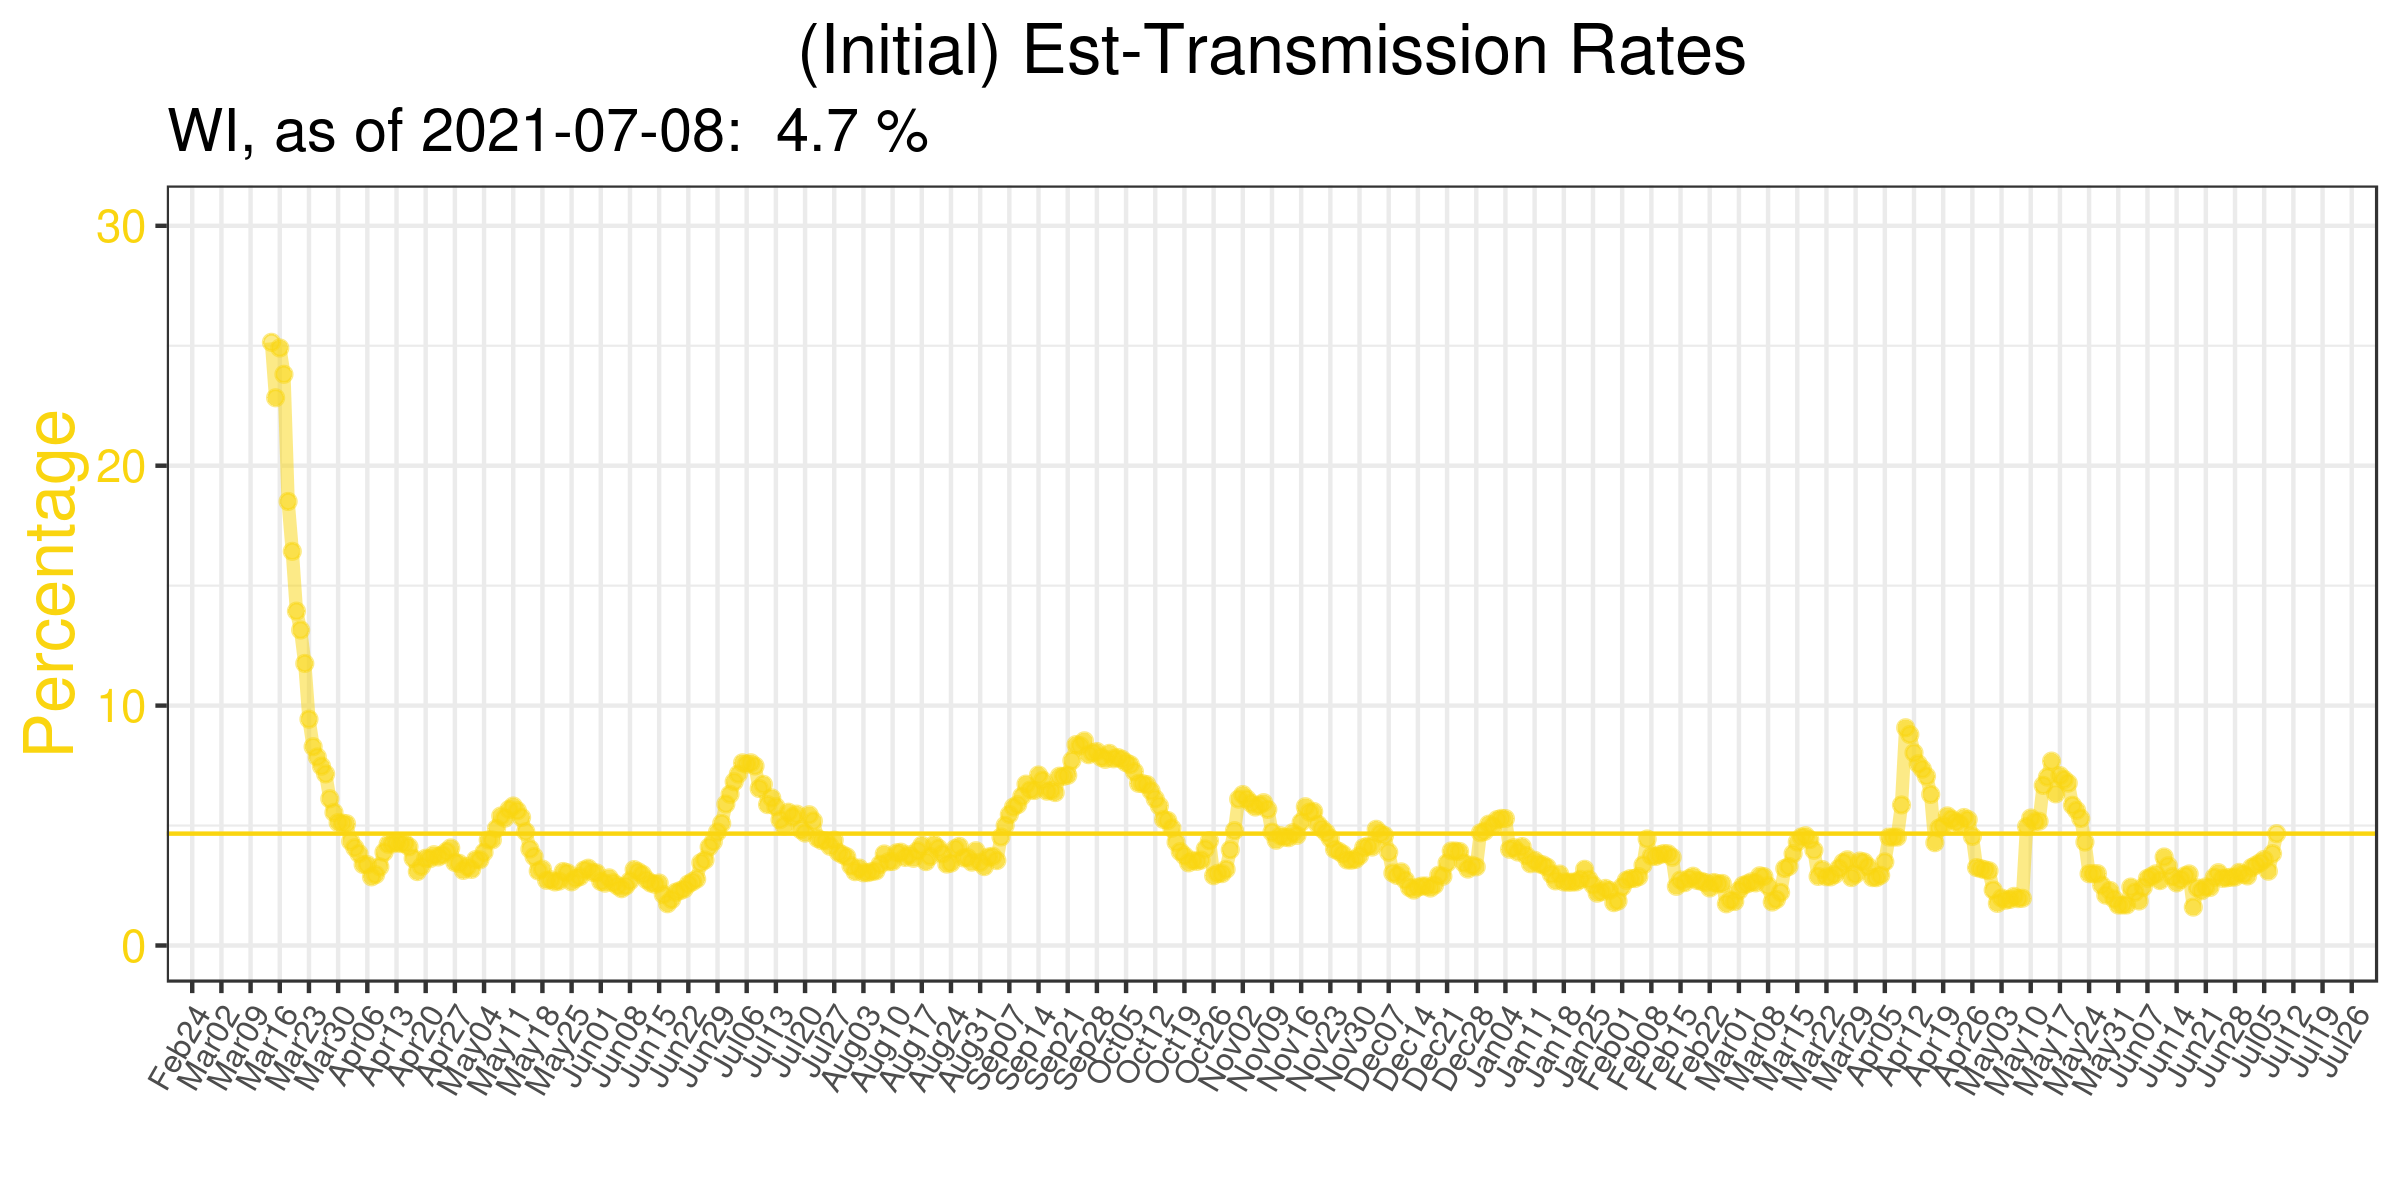 (Initial) Est-Transmission Rates
WI, as of 2021-07-08:  4.7 %
Percentage
30
20
10
0
Feb24
Mar02
Mar09
Mar16
Mar23
Mar30
Apr06
Apr13
Apr20
Apr27
May04
May11
May18
May25
Jun01
Jun08
Jun15
Jun22
Jun29
Jul06
Jul13
Jul20
Jul27
Aug03
Aug10
Aug17
Aug24
Aug31
Sep07
Sep14
Sep21
Sep28
Oct05
Oct12
Oct19
Oct26
Nov02
Nov09
Nov16
Nov23
Nov30
Dec07
Dec14
Dec21
Dec28
Jan04
Jan11
Jan18
Jan25
Feb01
Feb08
Feb15
Feb22
Mar01
Mar08
Mar15
Mar22
Mar29
Apr05
Apr12
Apr19
Apr26
May03
May10
May17
May24
May31
Jun07
Jun14
Jun21
Jun28
Jul05
Jul12
Jul19
Jul26